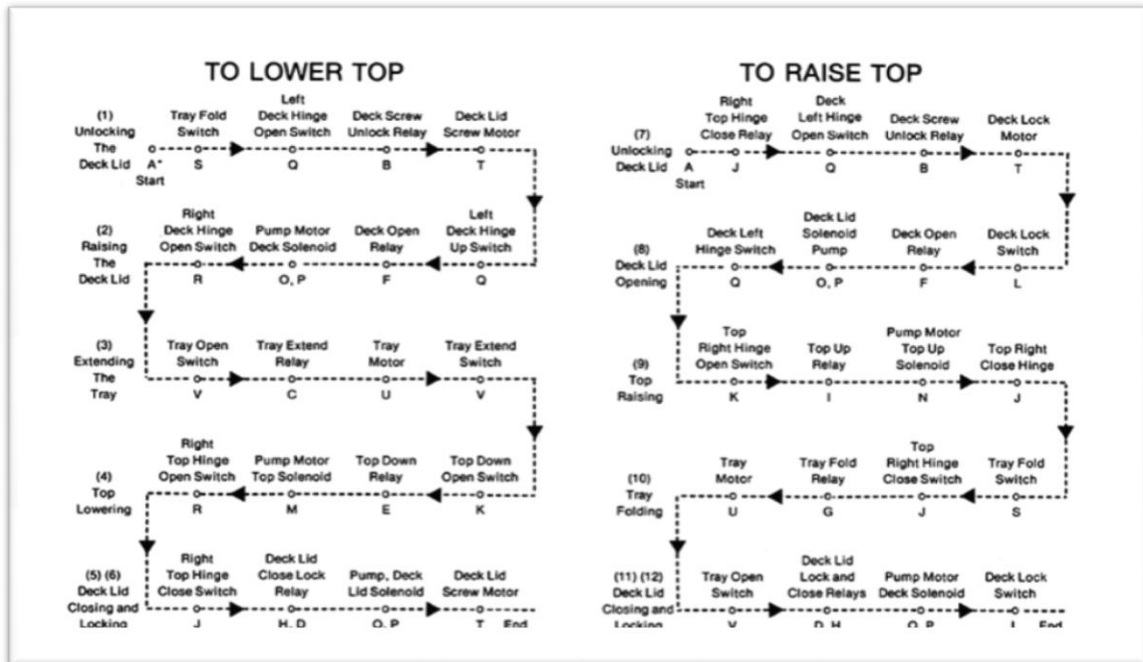 TO LOWER TOP
(1)
Unlocking
The
Deck Lid
A*
Start
Tray Fold
Switch
S
Left
Deck Hinge
Open Switch
Q
Deck Screw
Unlock Relay
B
Deck Lid
Screw Motor
T
(2)
Raising
The
Deck Lid
Right
Deck Hinge
Open Switch
R
Pump Motor
Deck Solenoid
O, P
Deck Open
Relay
F
Left
Deck Hinge
Up Switch
Q
(3)
Extending
The
Tray
Tray Open
Switch
V
Tray Extend
Relay
C
Tray
Motor
U
Tray Extend
Switch
V
(4)
Top
Lowering
Right
Top Hinge
Open Switch
R
Pump Motor
Top Solenoid
M
Top Down
Relay
E
Top Down
Open Switch
K
(5) (6)
Deck Lid
Closing and
Locking
Right
Top Hinge
Close Switch
J
Deck Lid
Close Lock
Relay
H, D
Pump, Deck
Lid Solenoid
O, P
Deck Lid
Screw Motor
T
End
TO RAISE TOP
(7)
Unlocking
Deck Lid
A
Start
Right
Top Hinge
Close Relay
J
Deck
Left Hinge
Open Switch
Q
Deck Screw
Unlock Relay
B
Deck Lock
Motor
T
(8)
Deck Lid
Opening
Deck Left
Hinge Switch
Q
Deck Lid
Solenoid
Pump
O, P
Deck Open
Relay
F
Deck Lock
Switch
L
(9)
Top
Raising
Top
Right Hinge
Open Switch
K
Top Up
Relay
I
Pump Motor
Top Up
Solenoid
N
Top Right
Close Hinge
J
(10)
Tray
Folding
Tray
Motor
U
Tray Fold
Relay
G
Top
Right Hinge
Close Switch
J
Tray Fold
Switch
S
(11) (12)
Deck Lid
Closing and
Locking
Tray Open
Switch
V
Deck Lid
Lock and
Close Relays
D, H
Pump Motor
Deck Solenoid
O, P
Deck Lock
Switch
End